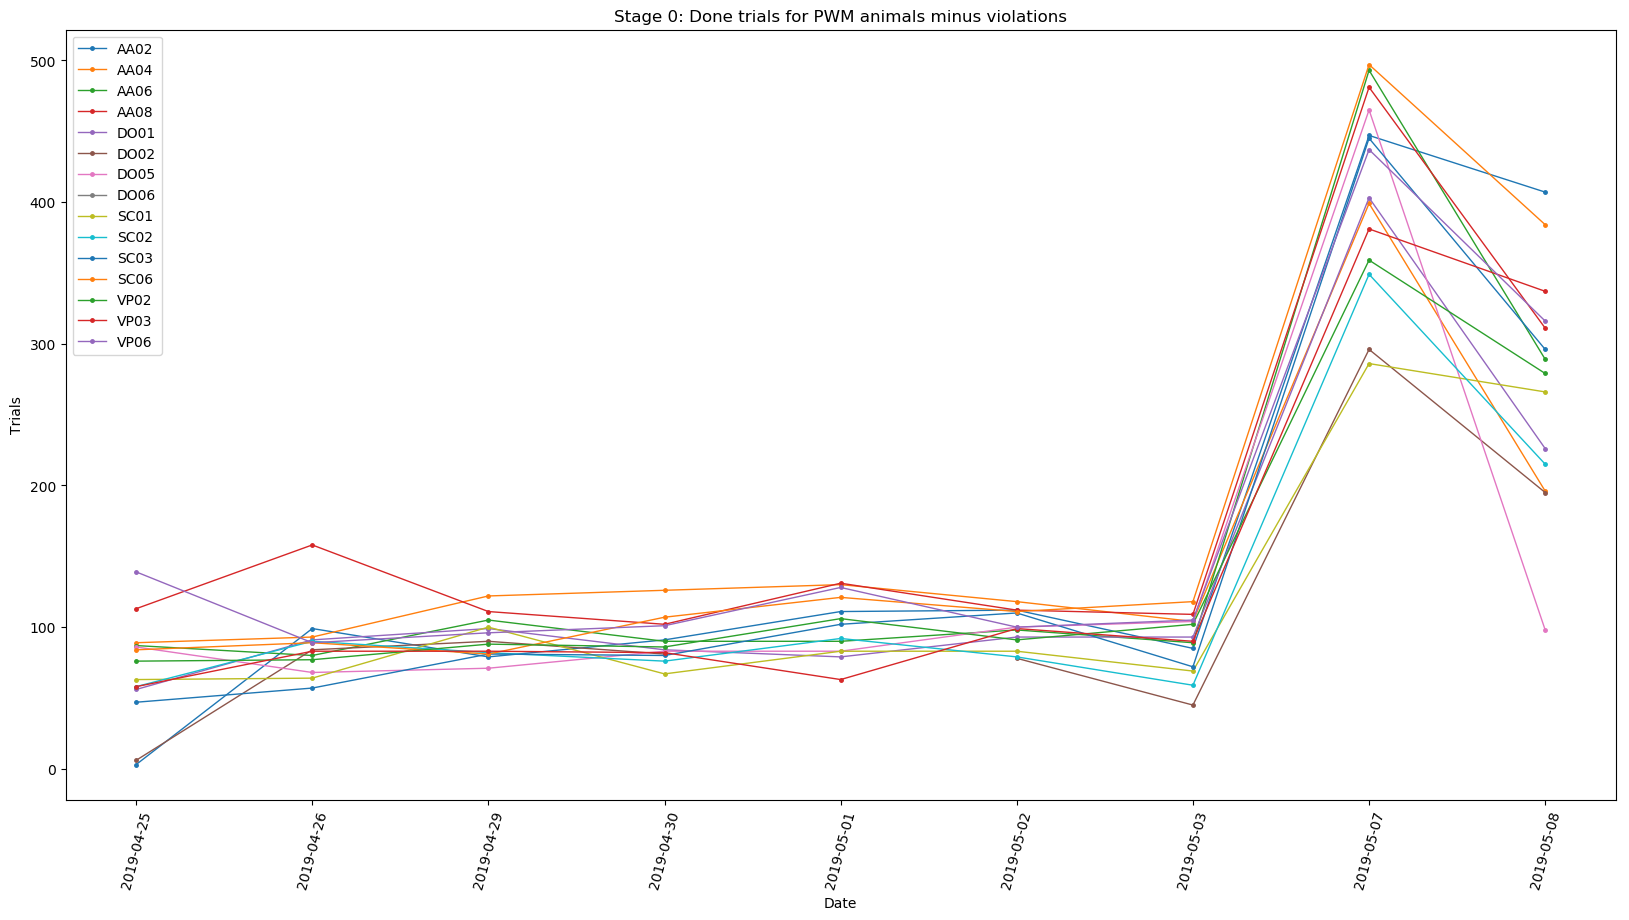 Stage 0: Done trials for PWM animals minus violations
AA02
AA04
AA06
AA08
DO01
DO02
DO05
DO06
SC01
SC02
SC03
SC06
VP02
VP03
VP06
500
400
300
200
100
0
Trials
2019-04-25
2019-04-26
2019-04-29
2019-04-30
2019-05-01
2019-05-02
2019-05-03
2019-05-07
2019-05-08
Date